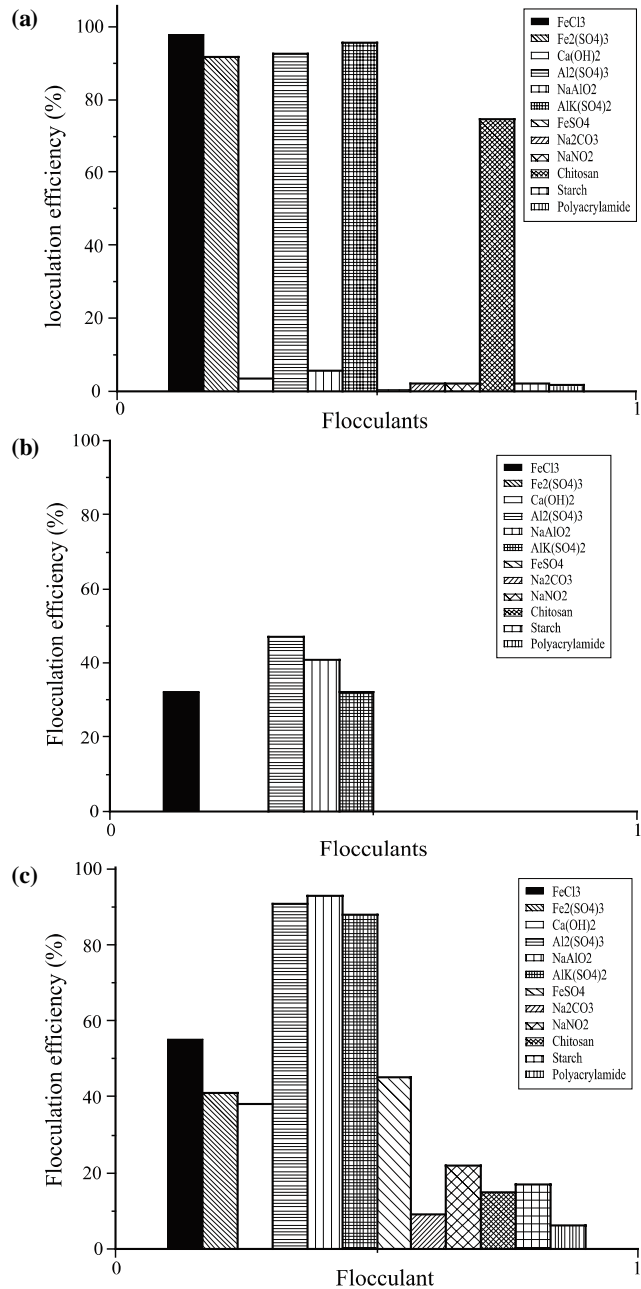 (a)
100
80
60
40
20
0
locculation efficiency (%)
0
1
Flocculants
FeCl3
Fe2(SO4)3
Ca(OH)2
Al2(SO4)3
NaAlO2
AlK(SO4)2
FeSO4
Na2CO3
NaNO2
Chitosan
Starch
Polyacrylamide
(b)
100
80
60
40
20
0
Flocculation efficiency (%)
0
1
Flocculants
FeCl3
Fe2(SO4)3
Ca(OH)2
Al2(SO4)3
NaAlO2
AlK(SO4)2
FeSO4
Na2CO3
NaNO2
Chitosan
Starch
Polyacrylamide
(c)
100
80
60
40
20
0
Flocculation efficiency (%)
0
1
Flocculant
FeCl3
Fe2(SO4)3
Ca(OH)2
Al2(SO4)3
NaAlO2
AlK(SO4)2
FeSO4
Na2CO3
NaNO2
Chitosan
Starch
Polyacrylamide